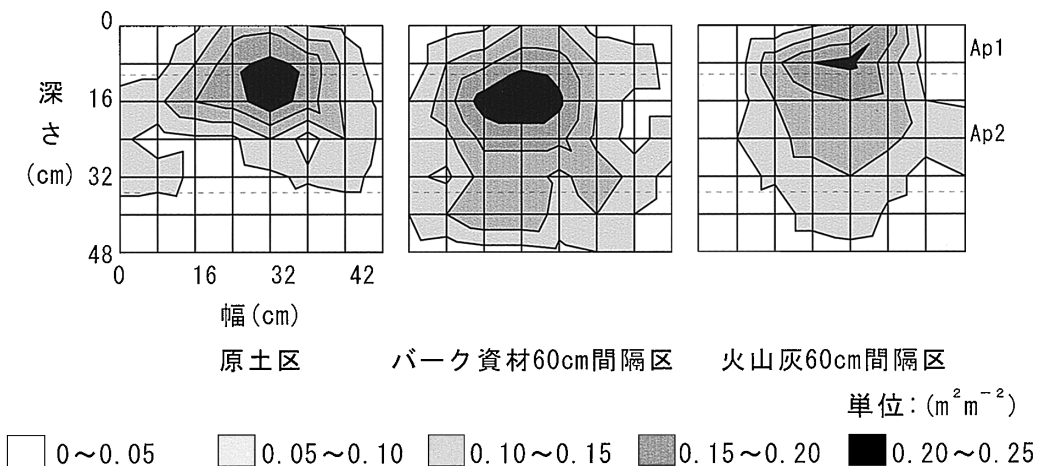 0
16
32
48
深さ
(cm)
Ap1
Ap2
0 16 32 42
幅(cm)
原土区 バーク資材60cm間隔区 火山灰60cm間隔区
単位:(m²m⁻²)
0～0.05 0.05～0.10 0.10～0.15 0.15～0.20 0.20～0.25